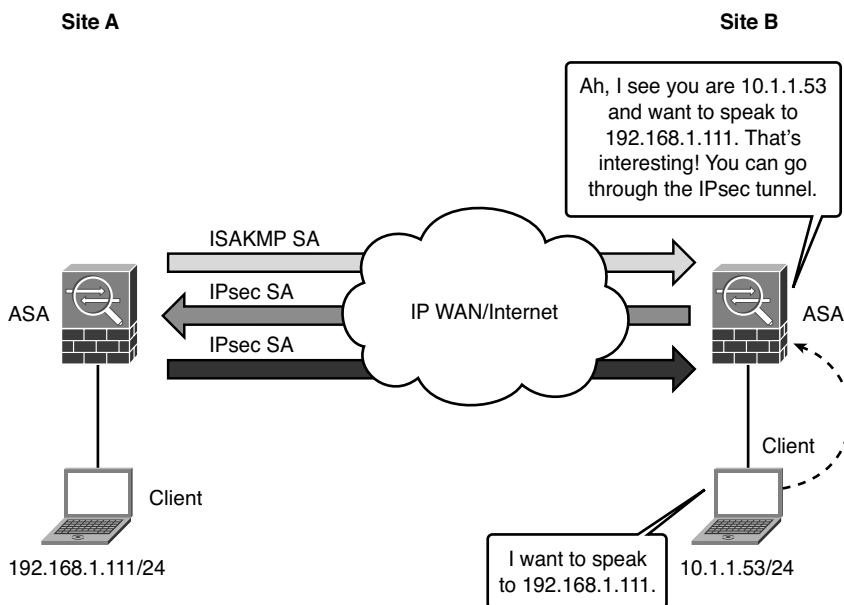 Site A
Site B
Ah, I see you are 10.1.1.53
and want to speak to
192.168.1.111. That's
interesting! You can go
through the IPsec tunnel.
ISAKMP SA
IPsec SA
IPsec SA
IP WAN/Internet
ASA
ASA
Client
Client
I want to speak
to 192.168.1.111.
192.168.1.111/24
10.1.1.53/24